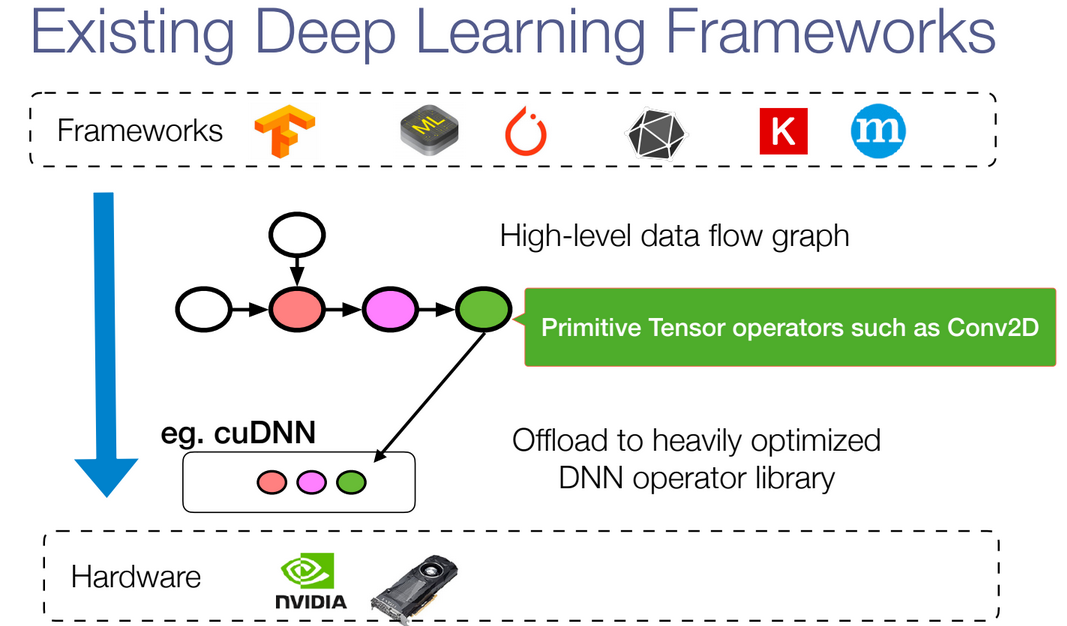 Existing Deep Learning Frameworks
Frameworks
ML
K
m
High-level data flow graph
Primitive Tensor operators such as Conv2D
eg. cuDNN
Offload to heavily optimized
DNN operator library
Hardware
NVIDIA